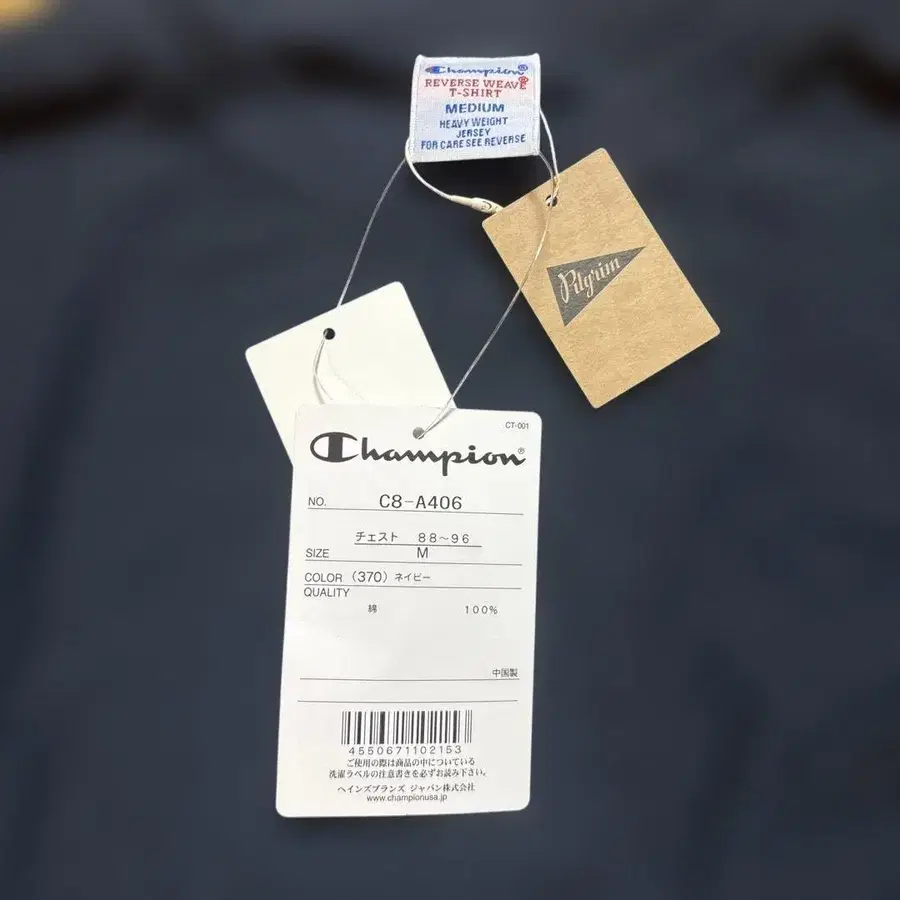 Champion®
REVERSE WEAVE®
T-SHIRT
MEDIUM
HEAVY WEIGHT
JERSEY
FOR CARE SEE REVERSE
Pilgrim
CT-001
Champion®
NO. C8-A406
チェスト 88〜96
SIZE M
COLOR (370) ネイビー
QUALITY
綿 100%
中国製
4550671102153
ご使用の際は商品の中についている
洗濯ラベルの注意書きを必ずお読み下さい。
ヘインズブランズ ジャパン株式会社
www.championusa.jp